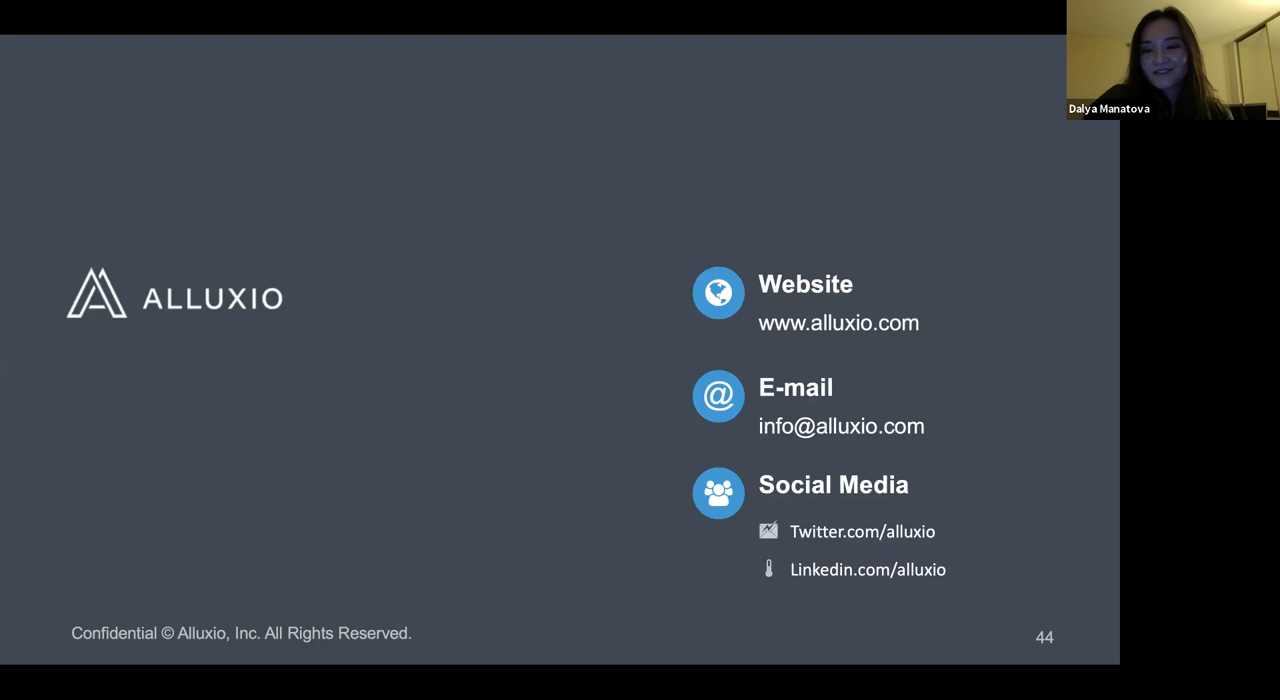 Dalya Manatova
ALLUXIO
Website
www.alluxio.com
E-mail
info@alluxio.com
Social Media
Twitter.com/alluxio
Linkedin.com/alluxio
Confidential © Alluxio, Inc. All Rights Reserved.
44